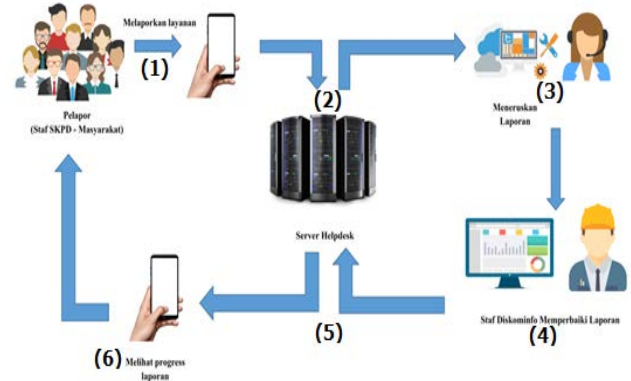 Melaporkan layanan
(1)
Pelapor
(Staf SKPD - Masyarakat)
(2)
Server Helpdesk
(3)
Meneruskan
Laporan
Staf Diskominfo Memperbaiki Laporan
(4)
(5)
(6)
Melihat progress
laporan